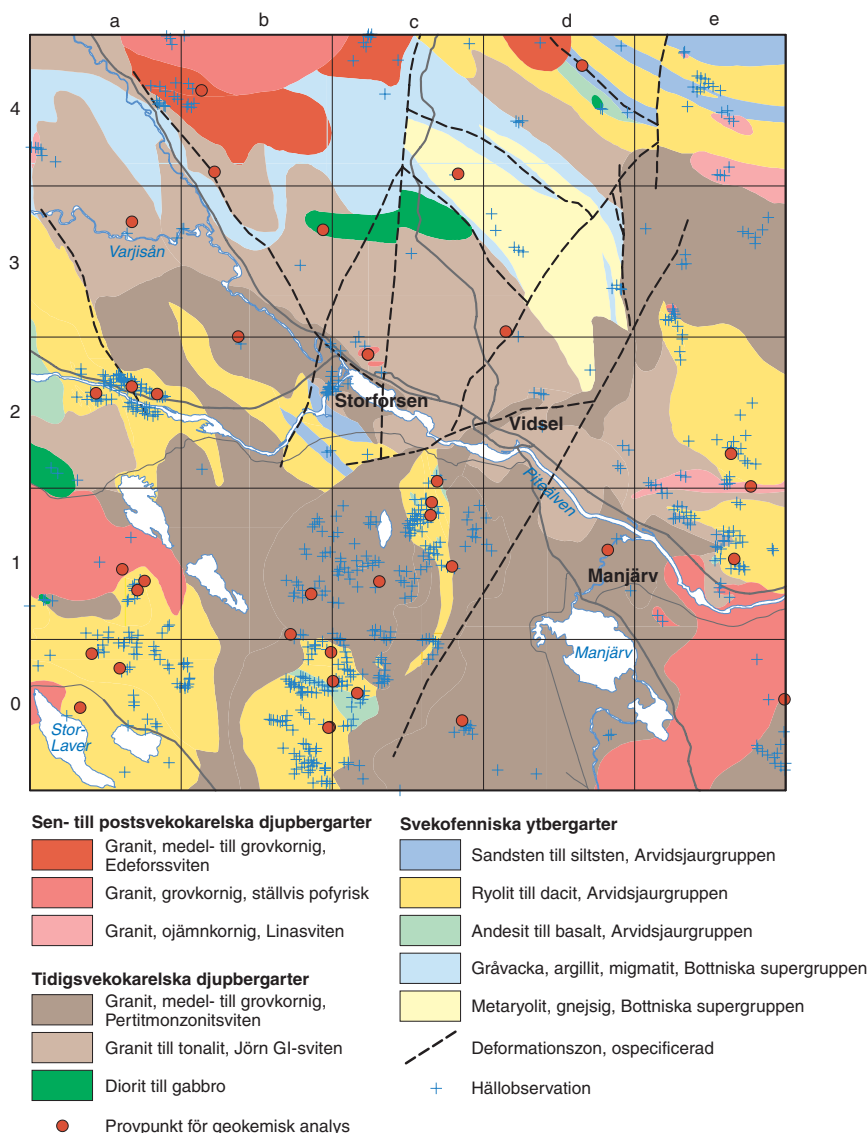 a b c d e
4
3
2
1
0
Varjisån
Storforsen
Vidsel
Piteälven
Manjärv
Manjärv
Stor-
Laver
Sen- till postsvekokarelska djupbergarter
Granit, medel- till grovkornig,
Edeforssviten
Granit, grovkornig, ställvis pofyrisk
Granit, ojämnkornig, Linasviten
Tidigsvekokarelska djupbergarter
Granit, medel- till grovkornig,
Pertitmonzonitsviten
Granit till tonalit, Jörn GI-sviten
Diorit till gabbro
Provpunkt för geokemisk analys
Svekofenniska ytbergarter
Sandsten till siltsten, Arvidsjaurgruppen
Ryolit till dacit, Arvidsjaurgruppen
Andesit till basalt, Arvidsjaurgruppen
Gråvacka, argillit, migmatit, Bottniska supergruppen
Metaryolit, gnejsig, Bottniska supergruppen
Deformationszon, ospecificerad
Hällobservation